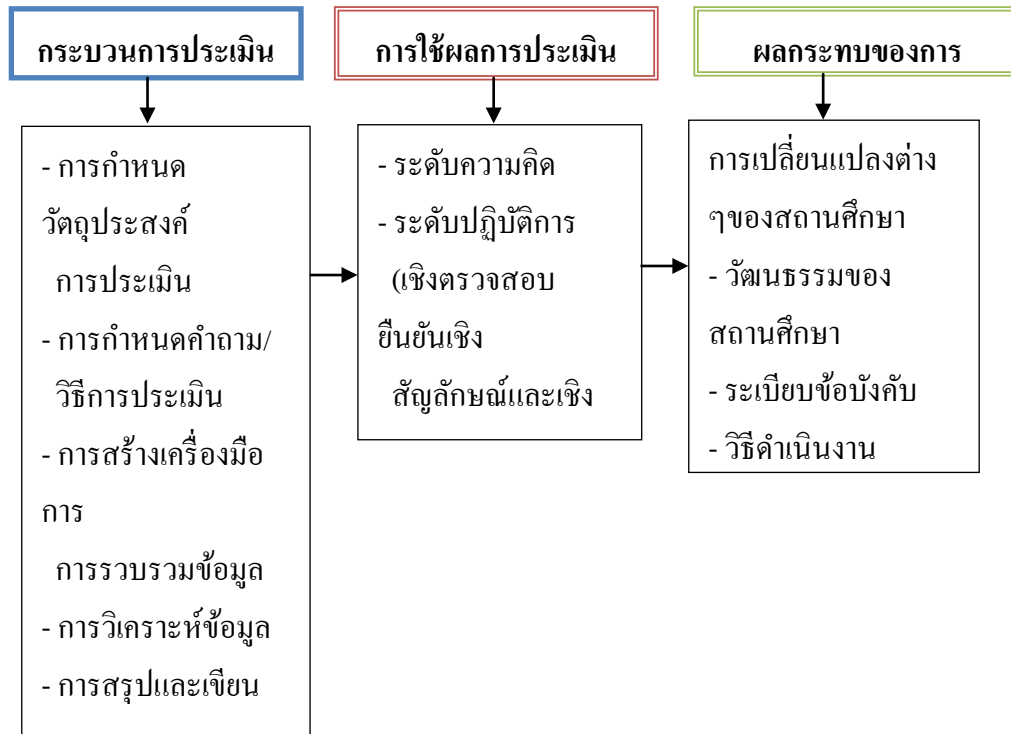 กระบวนการประเมิน
- การกำหนด
วัตถุประสงค์
การประเมิน
- การกำหนดคำถาม/
วิธีการประเมิน
- การสร้างเครื่องมือ
การ
การรวบรวมข้อมูล
- การวิเคราะห์ข้อมูล
- การสรุปและเขียน
การใช้ผลการประเมิน
- ระดับความคิด
- ระดับปฏิบัติการ
(เชิงตรวจสอบ
ยืนยันเชิง
สัญลักษณ์และเชิง
ผลกระทบของการ
การเปลี่ยนแปลงต่าง
ๆของสถานศึกษา
- วัฒนธรรมของ
สถานศึกษา
- ระเบียบข้อบังคับ
- วิธีดำเนินงาน